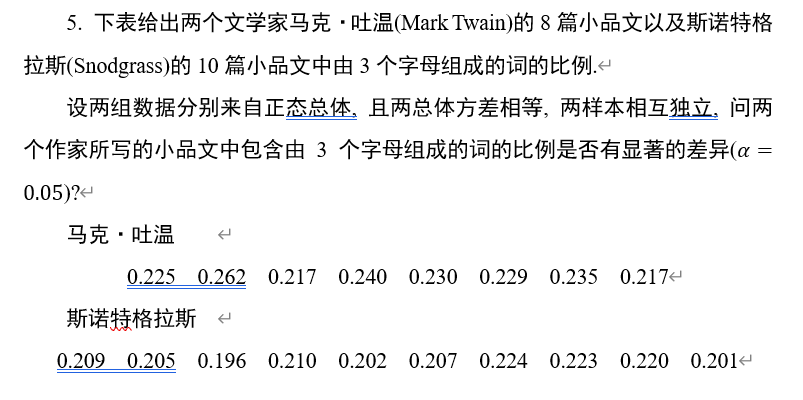 5. 下表给出两个文学家马克·吐温(Mark Twain)的 8 篇小品文以及斯诺特格
拉斯(Snodgrass)的 10 篇小品文中由 3 个字母组成的词的比例.↵
设两组数据分别来自正态总体, 且两总体方差相等, 两样本相互独立, 问两
个作家所写的小品文中包含由 3 个字母组成的词的比例是否有显著的差异(α =
0.05)?↵
马克·吐温 ↵
0.225 0.262 0.217 0.240 0.230 0.229 0.235 0.217↵
斯诺特格拉斯 ↵
0.209 0.205 0.196 0.210 0.202 0.207 0.224 0.223 0.220 0.201↵